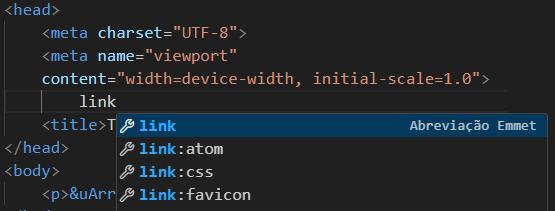 <head>
<meta charset="UTF-8">
<meta name="viewport"
content="width=device-width, initial-scale=1.0">
link
link Abreviação Emmet
<title>T
link:atom
</head>
link:css
<body>
link:favicon
<p>&uArr